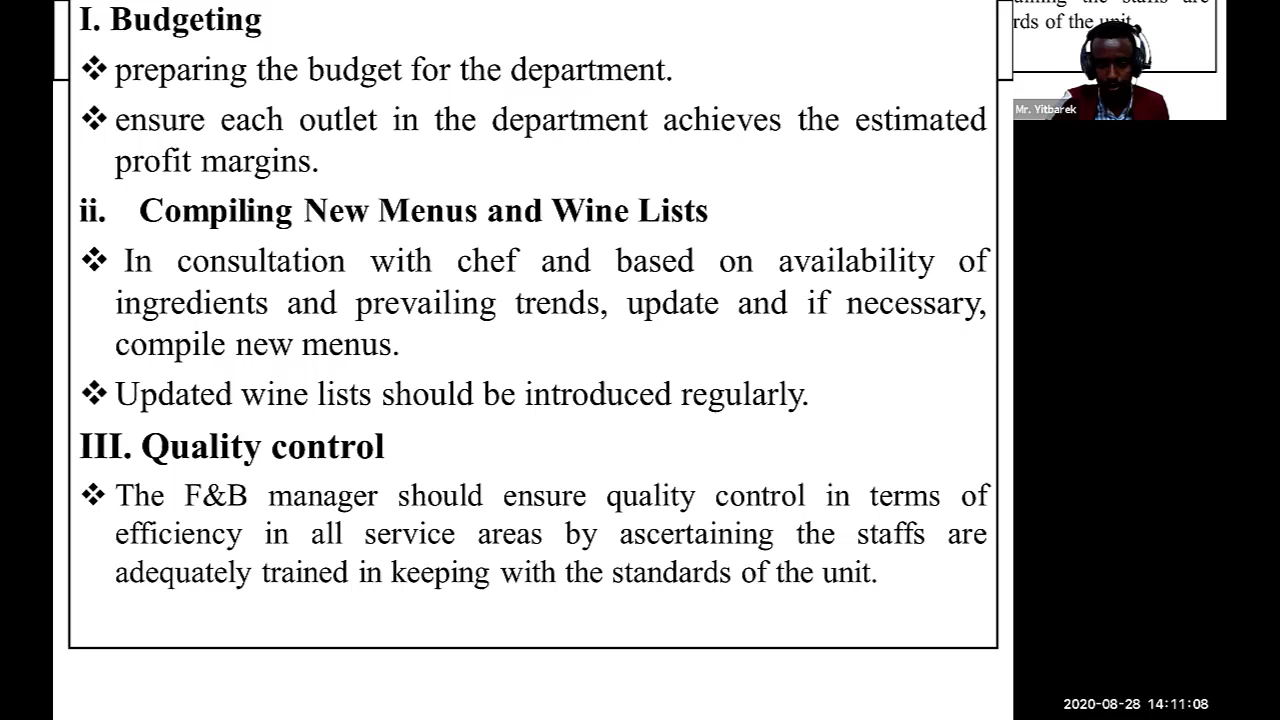 I. Budgeting
❖ preparing the budget for the department.
❖ ensure each outlet in the department achieves the estimated
profit margins.
ii. Compiling New Menus and Wine Lists
❖ In consultation with chef and based on availability of
ingredients and prevailing trends, update and if necessary,
compile new menus.
❖ Updated wine lists should be introduced regularly.
III. Quality control
❖ The F&B manager should ensure quality control in terms of
efficiency in all service areas by ascertaining the staffs are
adequately trained in keeping with the standards of the unit.
staffs are
rds of the unit
Mr. Yitbarek
2020-08-28 14:11:08